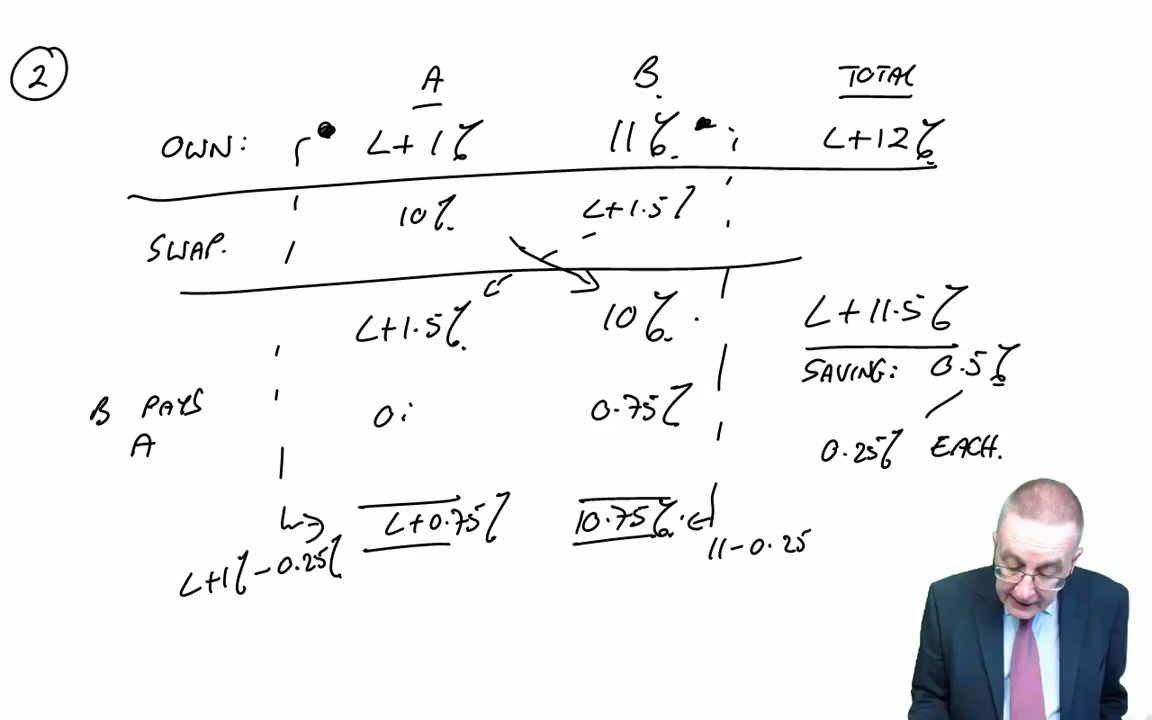 2
A B. TOTAL
OWN: L+1% 11% L+12%
SWAP. 10% L+1.5%
L+1.5% 10% L+11.5%
SAVING: 0.5%
B PAYS A 0 0.75%
0.25% EACH.
L+0.75% 10.75%
L+1%-0.25% 11-0.25